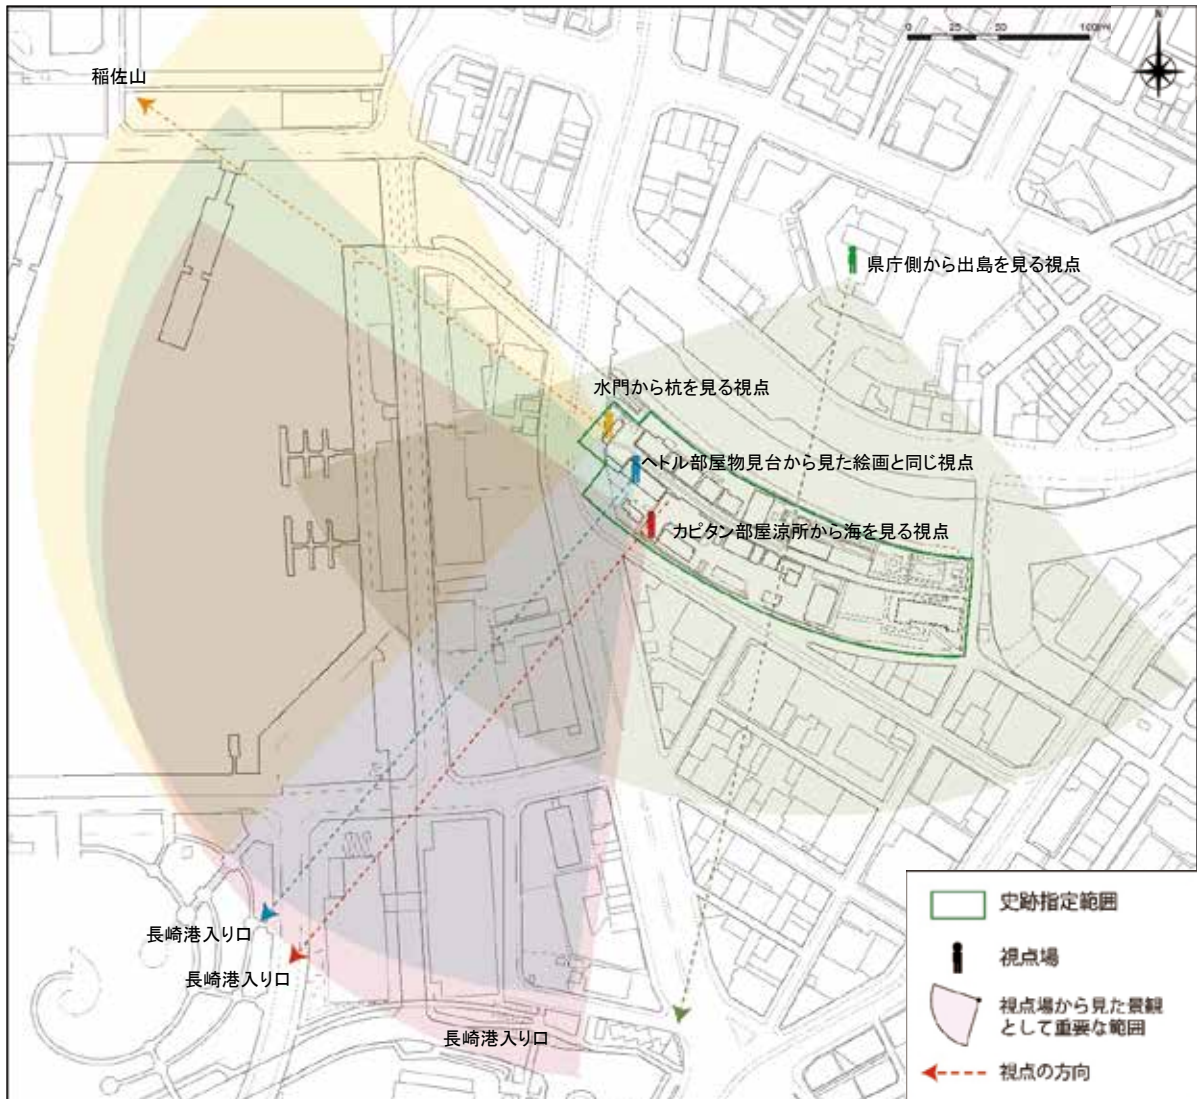 0 25 50 100m
N
稲佐山
県庁側から出島を見る視点
水門から杭を見る視点
ヘトル部屋物見台から見た絵画と同じ視点
カピタン部屋涼所から海を見る視点
長崎港入り口
長崎港入り口
長崎港入り口
史跡指定範囲
視点場
視点場から見た景観
として重要な範囲
視点の方向